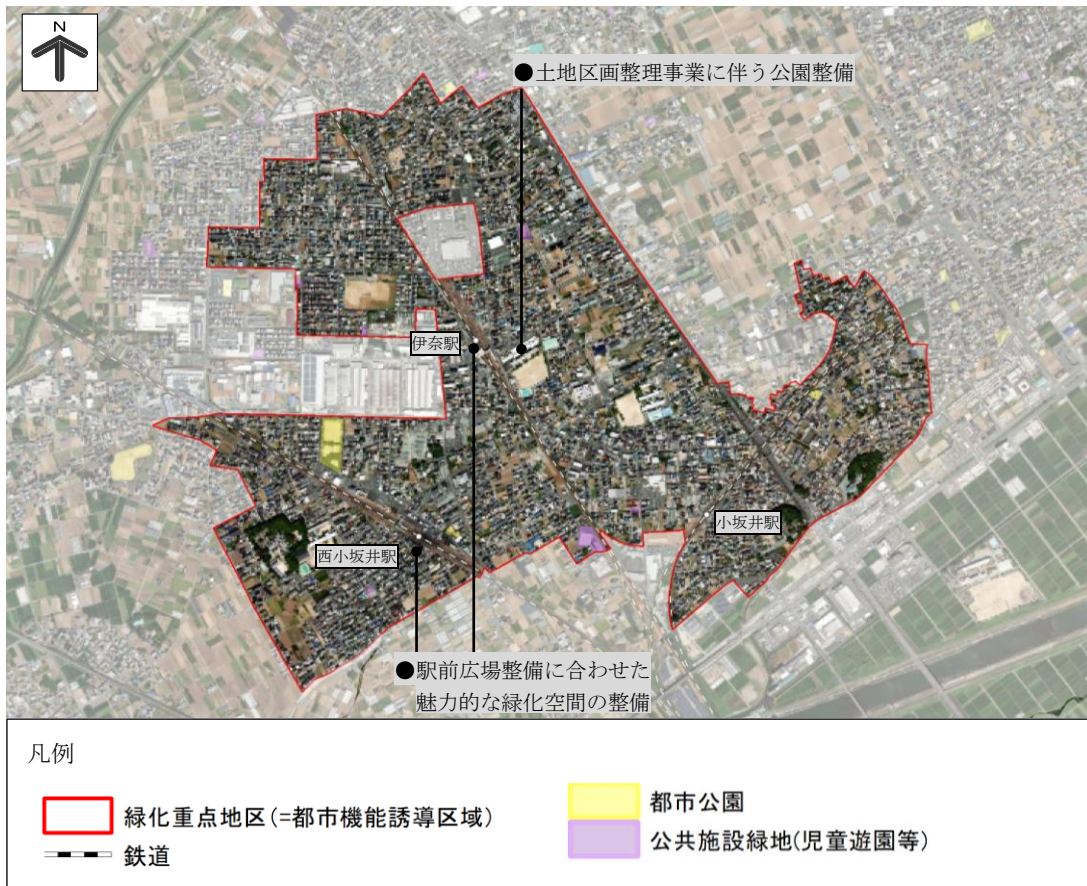 N
●土地区画整理事業に伴う公園整備
伊奈駅
小坂井駅
西小坂井駅
●駅前広場整備に合わせた
魅力的な緑化空間の整備
凡例
緑化重点地区(=都市機能誘導区域)
鉄道
都市公園
公共施設緑地(児童遊園等)